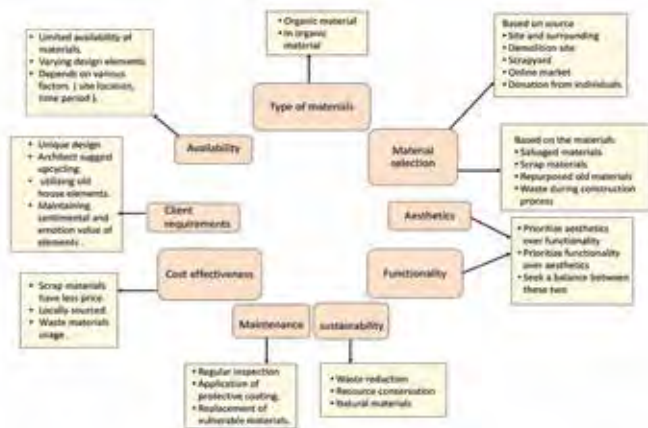 • Organic material
• In organic
material
Type of materials
Based on source
• Site and surrounding
• Demolition site
• Scrapyard
• Online market
• Donation from individuals
Material
selection
Based on the materials:
• Salvaged materials
• Scrap materials
• Repurposed old materials
• Waste during construction
process
Aesthetics
Functionality
• Prioritize aesthetics
over functionality
• Prioritize functionality
over aesthetics
• Seek a balance between
these two
sustainability
• Waste reduction
• Resource conservation
• Natural materials
Maintenance
• Regular inspection
• Application of
protective coating.
• Replacement of
vulnerable materials.
Cost effectiveness
• Scrap materials
have less price.
• Locally sourced
• Waste materials
usage
Client
requirements
• Unique design
• Architect suggest
upcycling.
• utilizing old
house elements.
• Maintaining
sentimental and
emotion value of
elements .
Availability
• Limited availability of
materials.
• Varying design elements
• Depends on various
factors ( site location,
time period ).